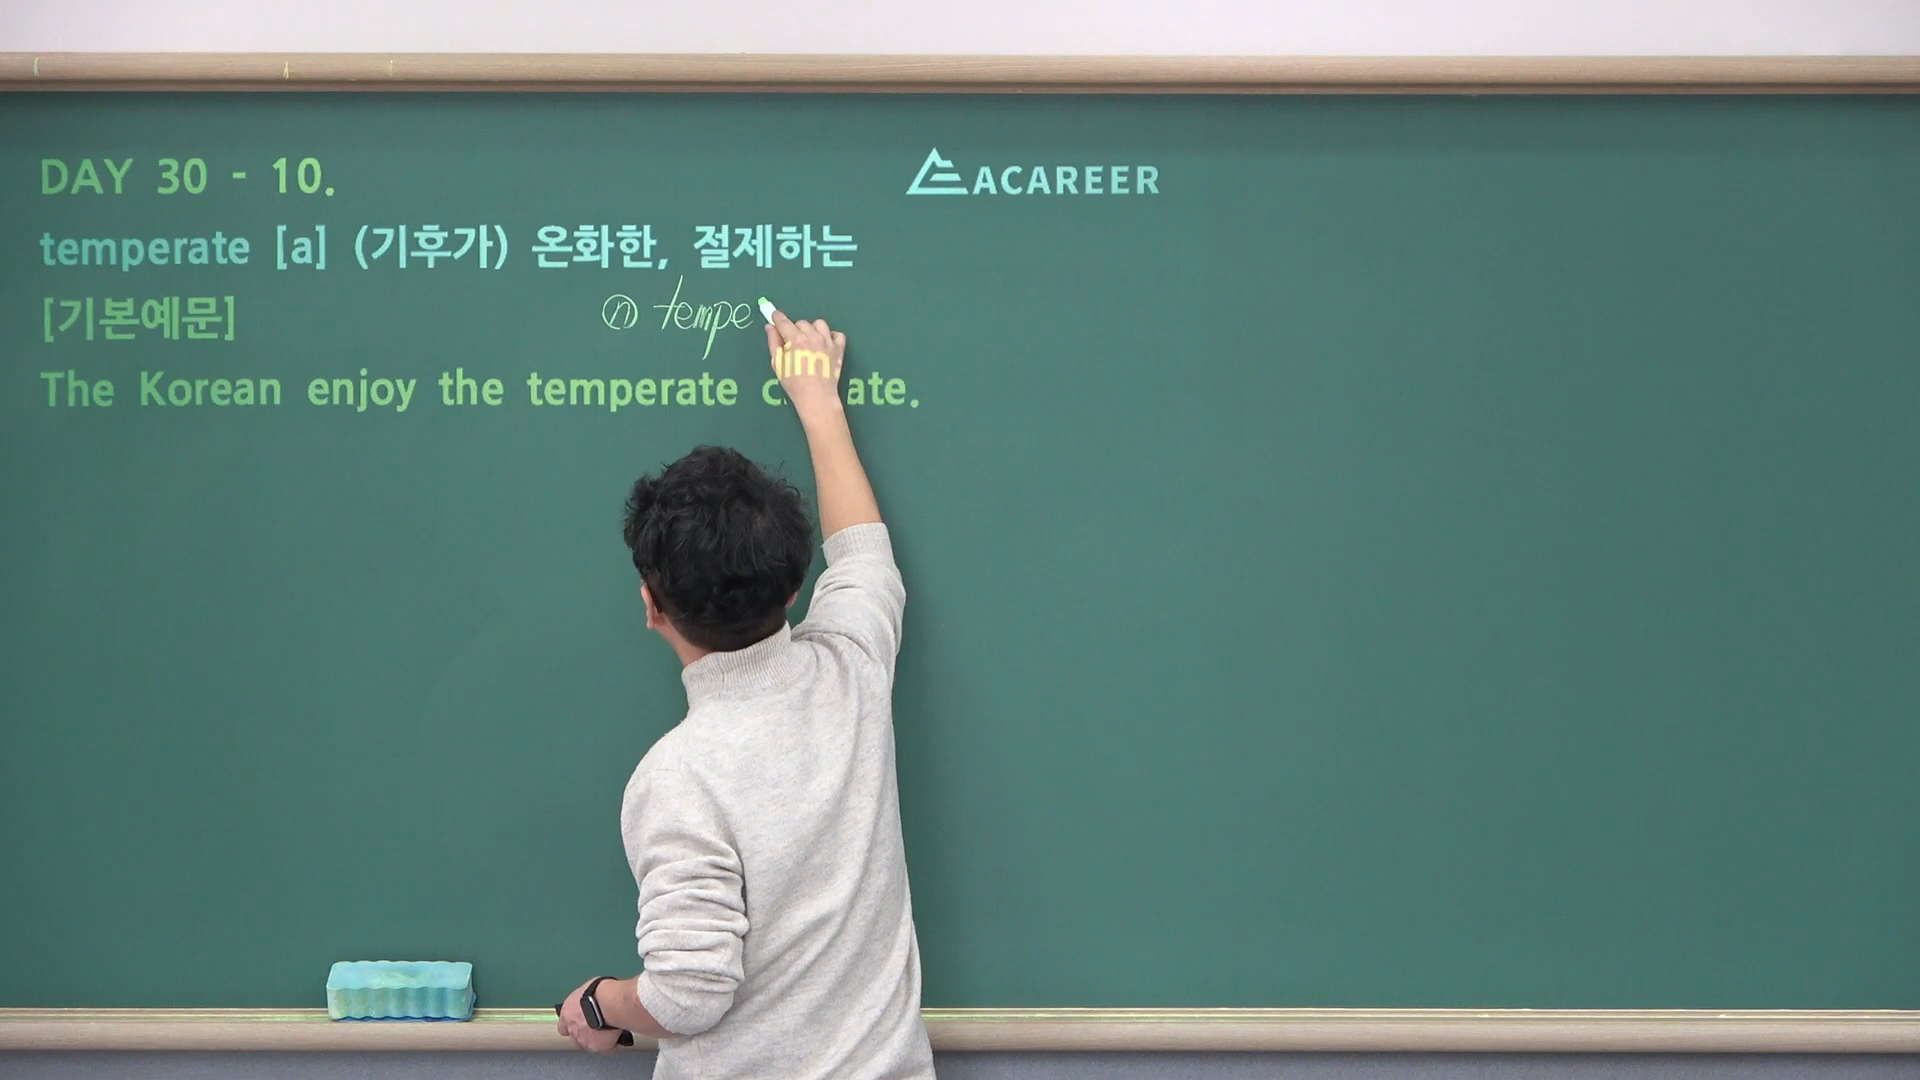 DAY 30 - 10.
ACAREER
temperate [a] (기후가) 온화한, 절제하는
[기본예문]
ⓝ tempe
The Korean enjoy the temperate climate.